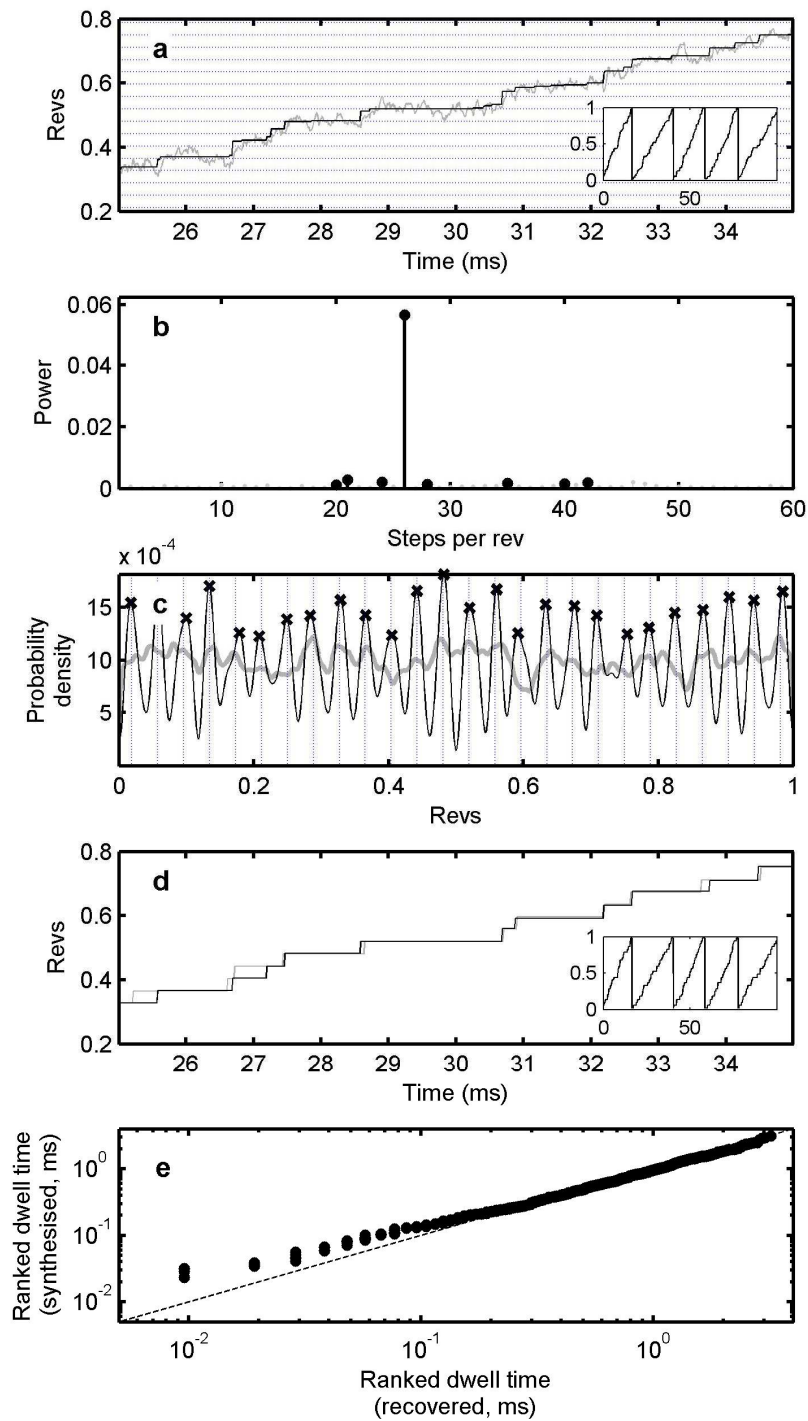 a
Revs
0.8
0.6
0.4
0.2
1
0.5
0
0 50
26 27 28 29 30 31 32 33 34
Time (ms)
b
Power
0.06
0.04
0.02
0
10 20 30 40 50 60
Steps per rev
x 10^-4
c
Probability
density
15
10
5
0 0.2 0.4 0.6 0.8 1
Revs
d
Revs
0.8
0.6
0.4
0.2
1
0.5
0
0 50
26 27 28 29 30 31 32 33 34
Time (ms)
e
Ranked dwell time
(synthesised, ms)
10^0
10^-1
10^-2
10^-2 10^-1 10^0
Ranked dwell time
(recovered, ms)